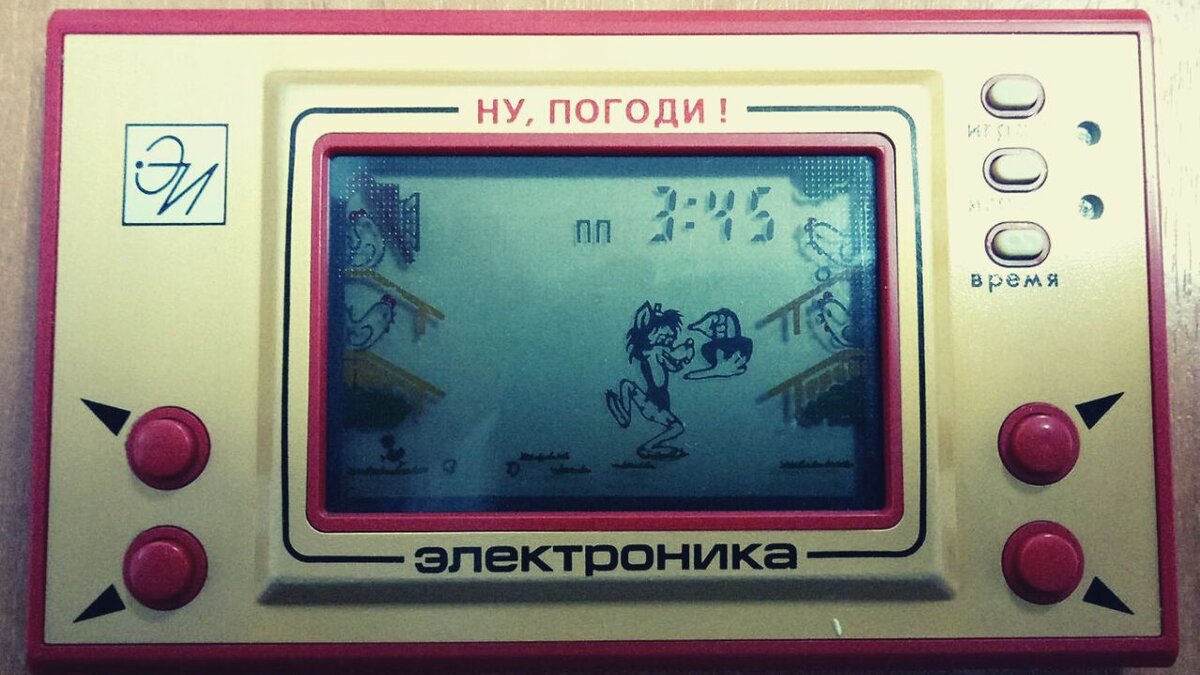 НУ, ПОГОДИ!
ЭИ
пп 3:45
время
электроника